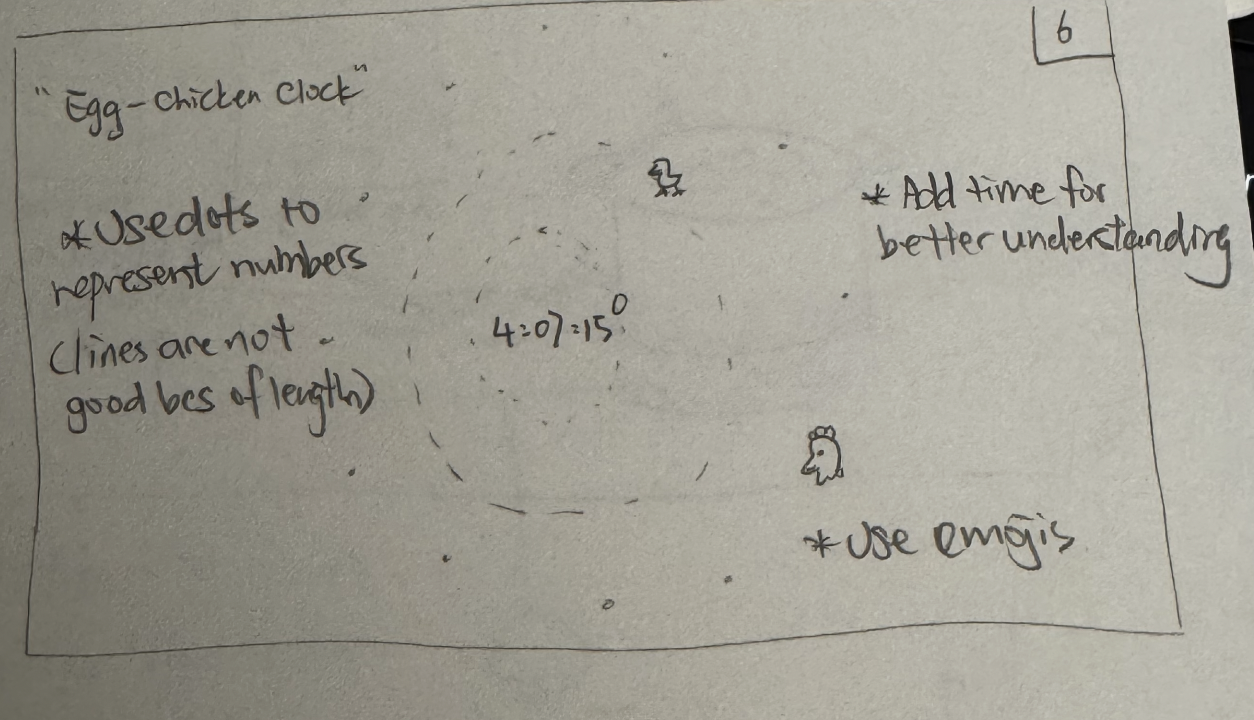 6
"Egg-Chicken Clock"
* Use dots to
represent numbers
(lines are not
good bcs of length)
4:07:15
* Add time for
better understanding
* Use emojis